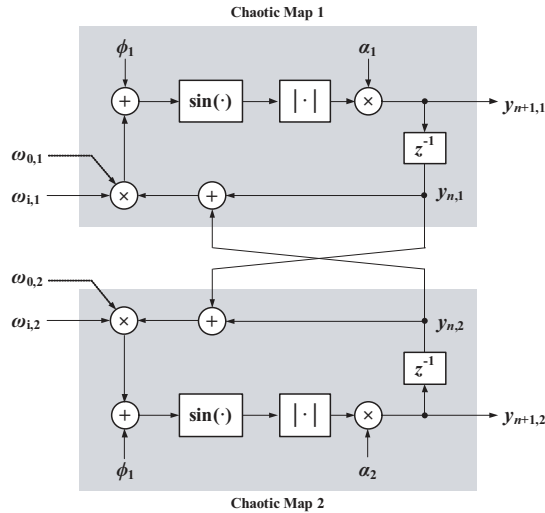 Chaotic Map 1
ϕ₁ α₁
+ sin(·) |·| × yₙ₊₁,₁
z⁻¹
ω₀,₁
ωᵢ,₁ × + yₙ,₁
ω₀,₂
ωᵢ,₂ × + yₙ,₂
z⁻¹
+ sin(·) |·| × yₙ₊₁,₂
ϕ₁ α₂
Chaotic Map 2